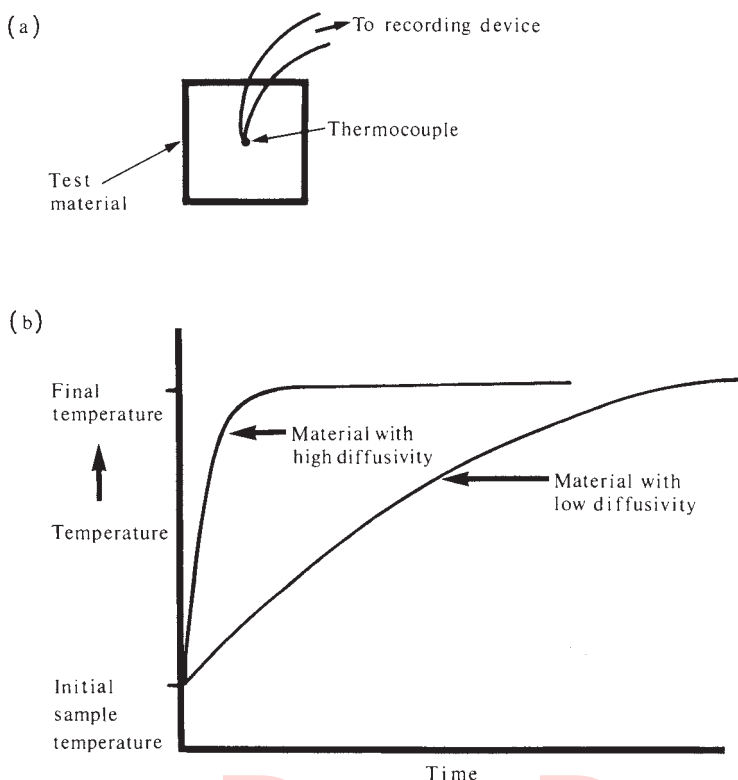 (a)
To recording device
Thermocouple
Test
material
(b)
Final
temperature
Material with
high diffusivity
Material with
low diffusivity
Temperature
Initial
sample
temperature
Time